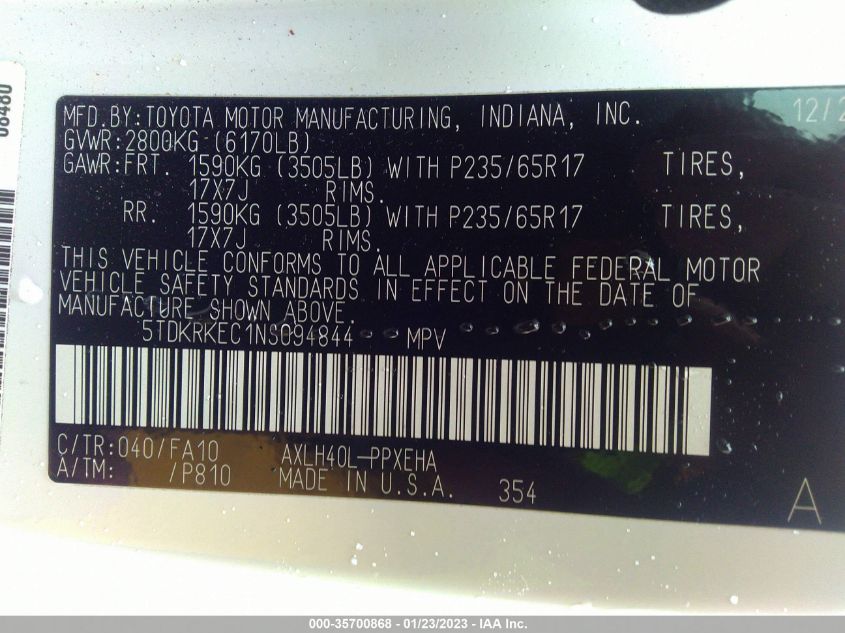 08480
MFD.BY:TOYOTA MOTOR MANUFACTURING, INDIANA, INC. 12/2
GVWR:2800KG (6170LB)
GAWR:FRT. 1590KG (3505LB) WITH P235/65R17 TIRES,
17X7J RIMS.
RR. 1590KG (3505LB) WITH P235/65R17 TIRES,
17X7J RIMS.
THIS VEHICLE CONFORMS TO ALL APPLICABLE FEDERAL MOTOR
VEHICLE SAFETY STANDARDS IN EFFECT ON THE DATE OF
MANUFACTURE SHOWN ABOVE.
5TDKRKEC1NS094844 MPV
C/TR:040/FA10 AXLH40L-PPXEHA
A/TM: /P810 MADE IN U.S.A. 354 A
000-35700868 - 01/23/2023 - IAA Inc.